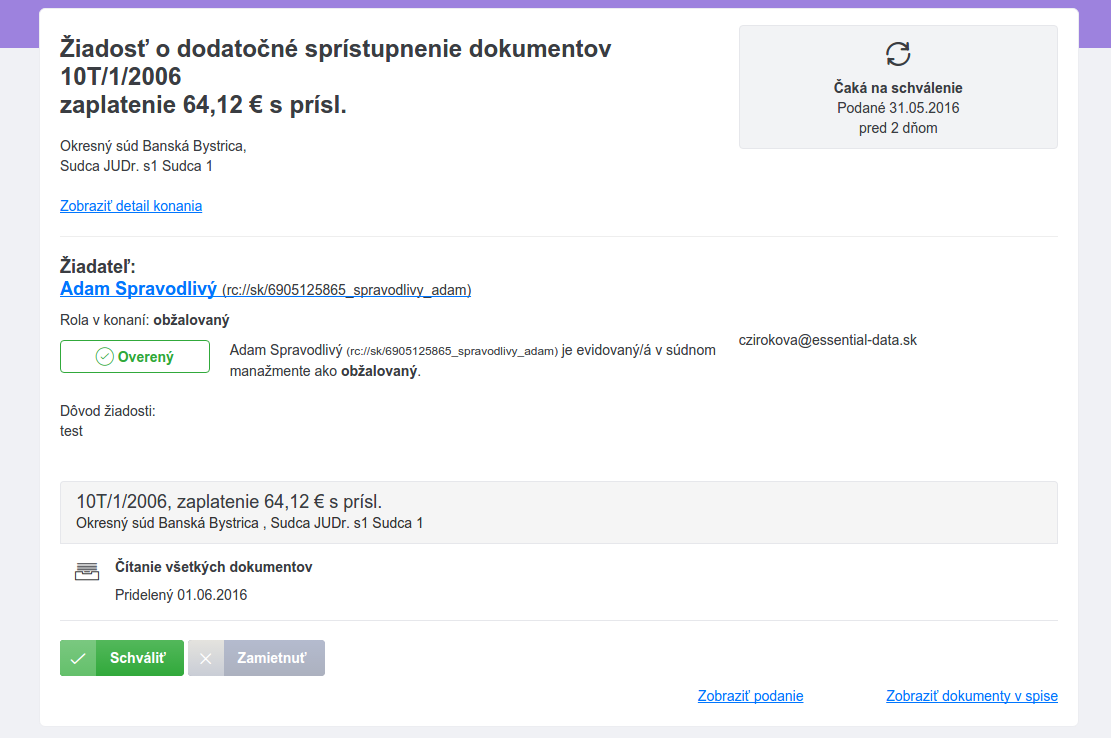 Žiadosť o dodatočné sprístupnenie dokumentov
10T/1/2006
zaplatenie 64,12 € s prísl.
Čaká na schválenie
Podané 31.05.2016
pred 2 dňom
Okresný súd Banská Bystrica,
Sudca JUDr. s1 Sudca 1
Zobraziť detail konania
Žiadateľ:
Adam Spravodlivý (rc://sk/6905125865_spravodlivy_adam)
Rola v konaní: obžalovaný
Overený
Adam Spravodlivý (rc://sk/6905125865_spravodlivy_adam) je evidovaný/á v súdnom
manažmente ako obžalovaný.
czirokova@essential-data.sk
Dôvod žiadosti:
test
10T/1/2006, zaplatenie 64,12 € s prísl.
Okresný súd Banská Bystrica , Sudca JUDr. s1 Sudca 1
Čítanie všetkých dokumentov
Pridelený 01.06.2016
Schváliť
Zamietnuť
Zobraziť podanie
Zobraziť dokumenty v spise